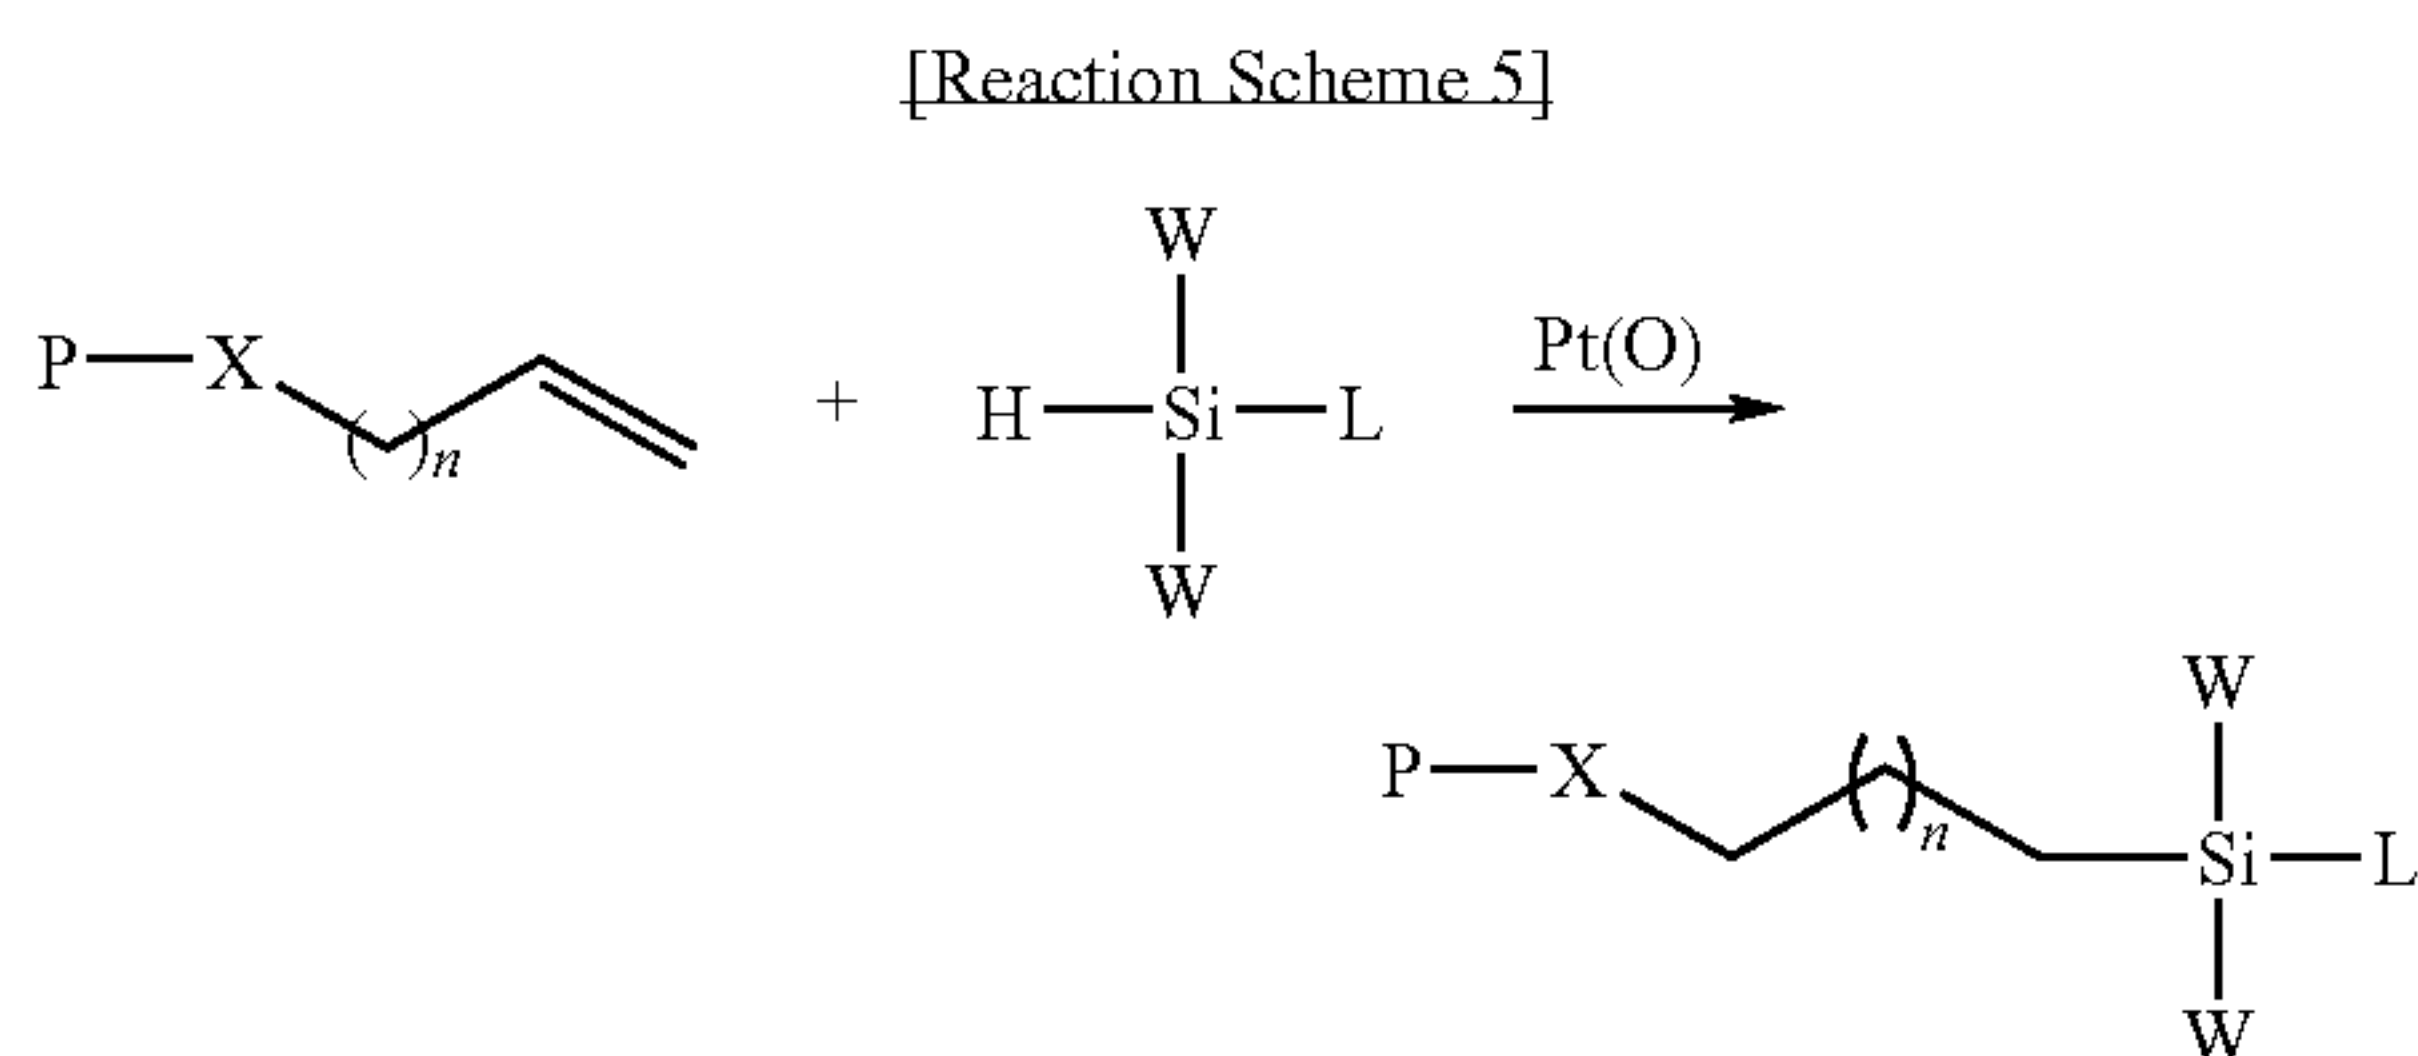 [Reaction Scheme 5]
W
P X ( )n + H Si L Pt(O)
W
W
P X ( )n Si L
W